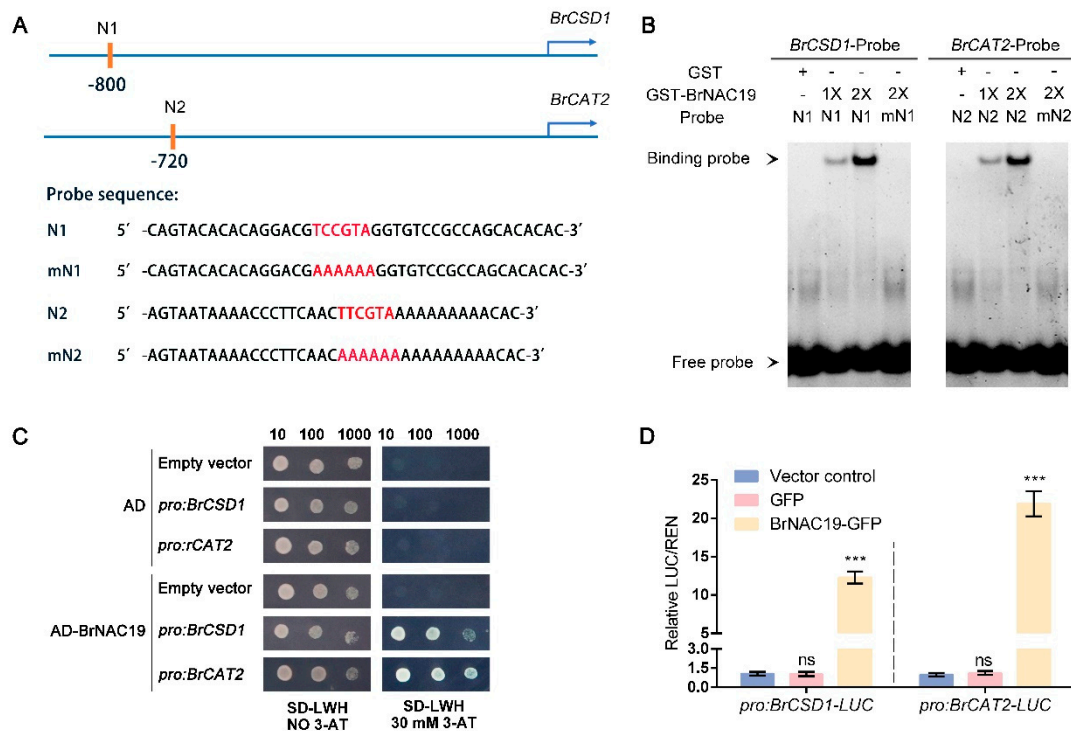 A
N1
BrCSD1
-800
N2
BrCAT2
-720
Probe sequence:
N1 5′ -CAGTACACACAGGACGTCCGTAGGTGTCCGCCAGCACACAC-3′
mN1 5′ -CAGTACACACAGGACGAAAAAAGGTGTCCGCCAGCACACAC-3′
N2 5′ -AGTAATAAAACCCTTCAACTTCGTAAAAAAAAAACAC-3′
mN2 5′ -AGTAATAAAACCCTTCAACAAAAAAAAAAAAAAACAC-3′
B
BrCSD1-Probe BrCAT2-Probe
GST + - - - + - - -
GST-BrNAC19 - 1X 2X 2X - 1X 2X 2X
Probe N1 N1 N1 mN1 N2 N2 N2 mN2
Binding probe
Free probe
C
10 100 1000 10 100 1000
AD
Empty vector
pro:BrCSD1
pro:rCAT2
AD-BrNAC19
Empty vector
pro:BrCSD1
pro:BrCAT2
SD-LWH SD-LWH
NO 3-AT 30 mM 3-AT
D
Relative LUC/REN
25
20
15
10
5
3.0
1.5
0.0
Vector control
GFP
BrNAC19-GFP
ns
***
ns
***
pro:BrCSD1-LUC pro:BrCAT2-LUC